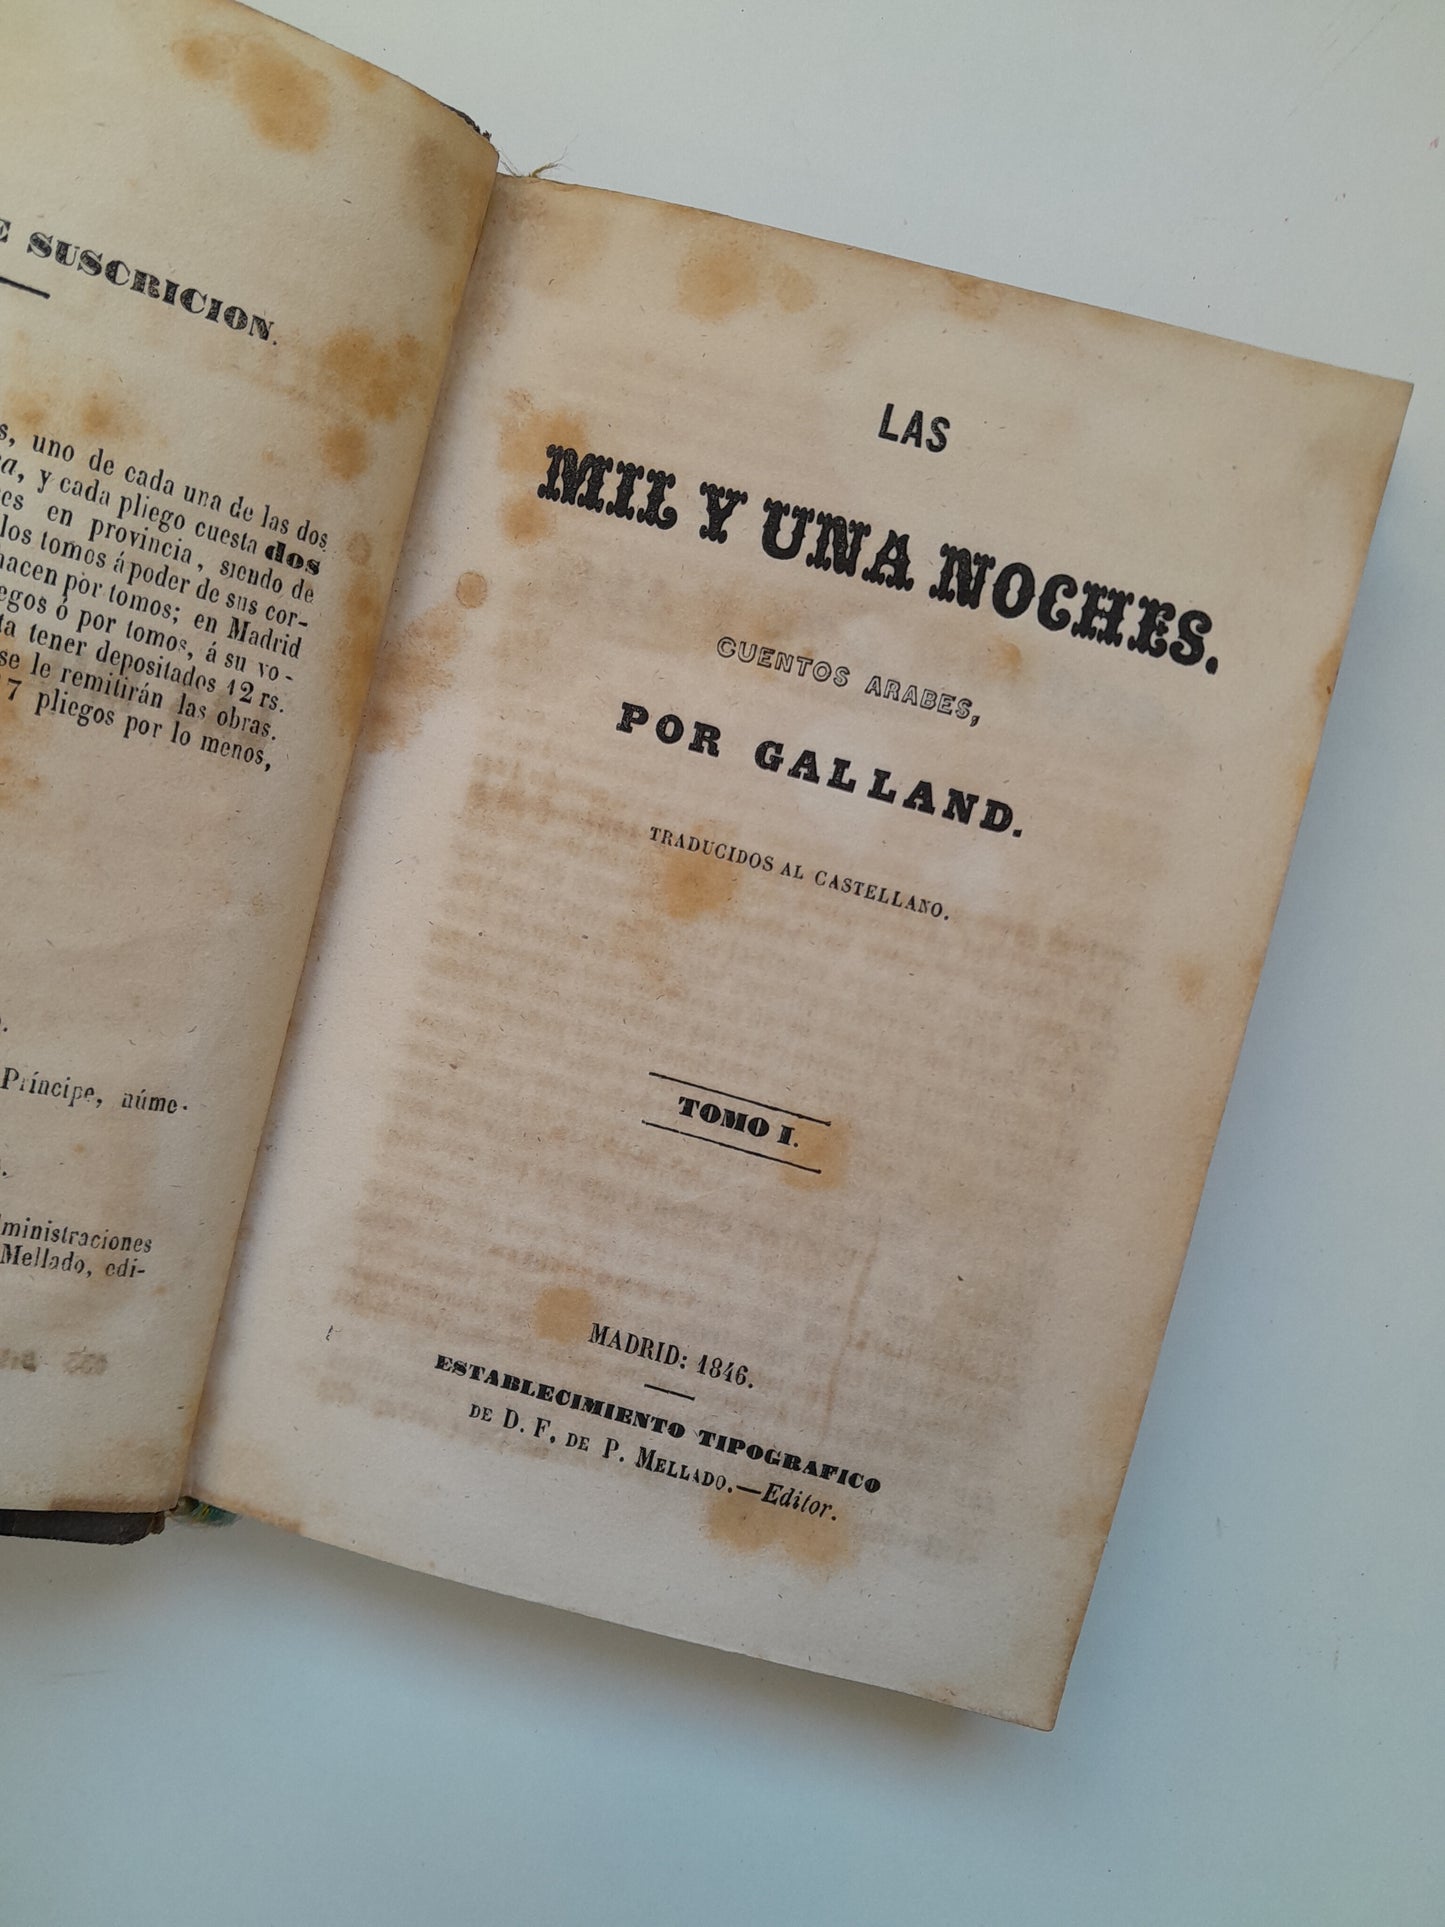 E SUSCRICION.
s, uno de cada una de las dos
y cada pliego cuesta dos
es en provincia, siendo de
los tomos á poder de sus cor-
hacen por tomos; en Madrid
egos ó por tomos, á su vo-
ta tener depositados 12 rs.
se le remitirán las obras.
7 pliegos por lo menos,
Príncipe, núme-
dministraciones
Mellado, edi-
LAS
MIL Y UNA NOCHES.
CUENTOS ARABES,
POR GALLAND.
TRADUCIDOS AL CASTELLANO.
TOMO I.
MADRID: 1846.
ESTABLECIMIENTO TIPOGRAFICO
DE D. F. DE P. MELLADO.—Editor.